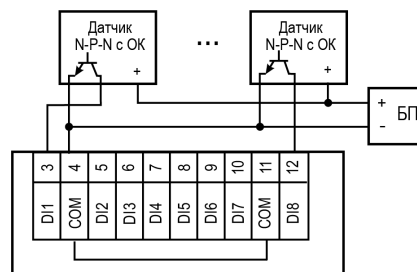 Датчик
N-P-N с ОК
+
...
Датчик
N-P-N с ОК
+
+
БП
-
3 4 5 6 7 8 9 10 11 12
DI1 COM DI2 DI3 DI4 DI5 DI6 DI7 COM DI8